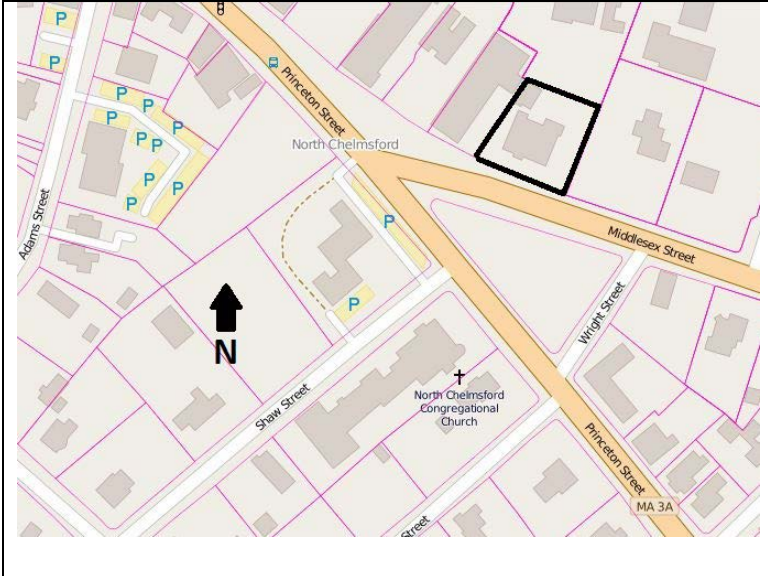 P
P
P
P
P
P
P
P
P
P
Princeton Street
North Chelmsford
P
Adams Street
Middlesex Street
N
P
Wright Street
Shaw Street
North Chelmsford
Congregational
Church
Princeton Street
MA 3A
Street